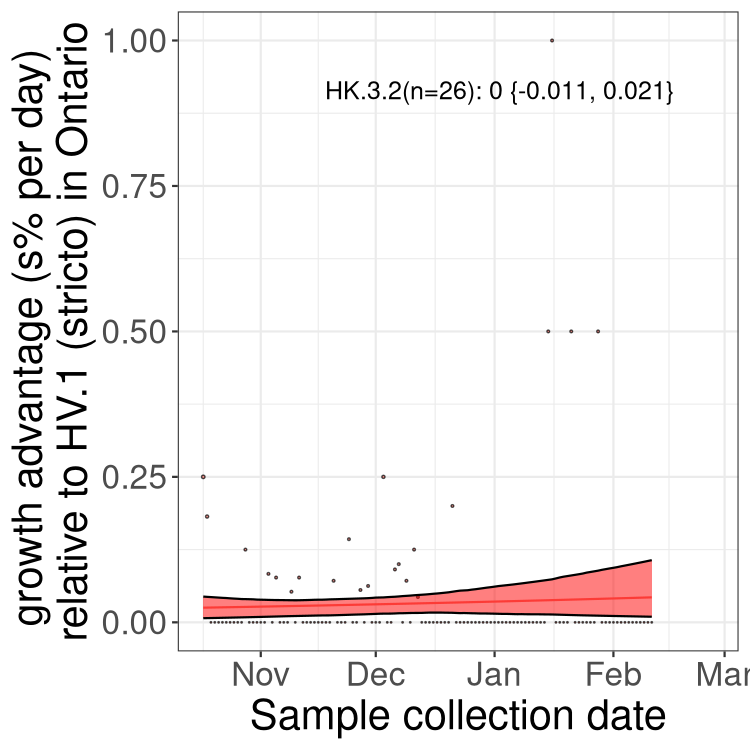 growth advantage (s% per day)
relative to HV.1 (stricto) in Ontario
1.00
0.75
0.50
0.25
0.00
HK.3.2(n=26): 0 {-0.011, 0.021}
Nov Dec Jan Feb Mar
Sample collection date